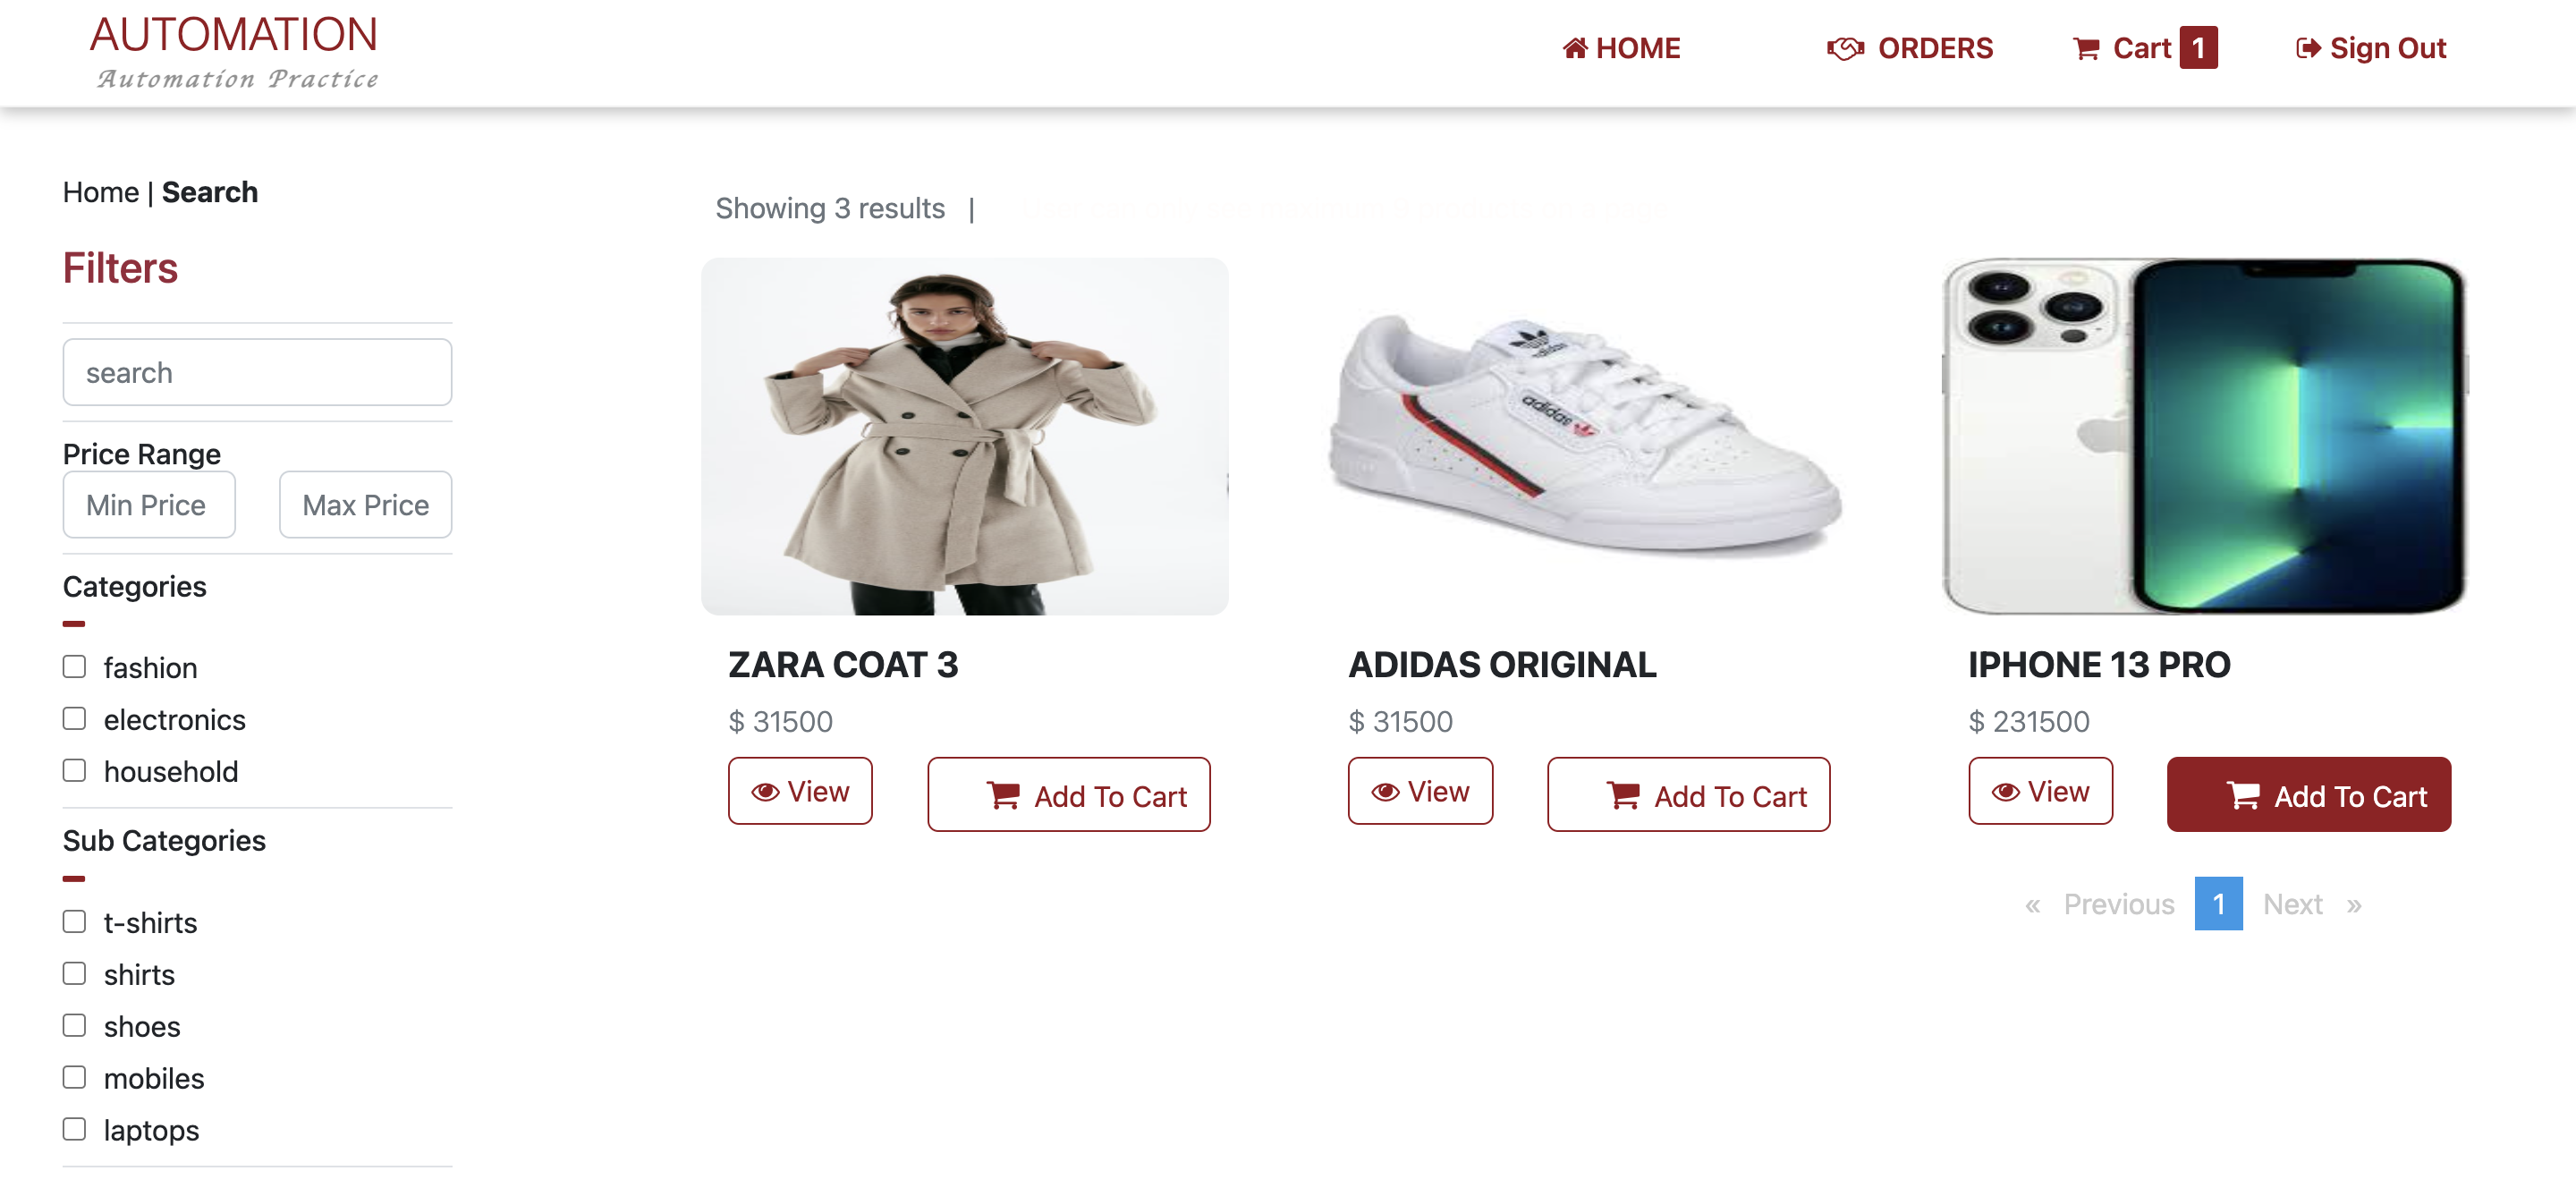 AUTOMATION
Automation Practice
HOME
ORDERS
Cart 1
Sign Out
Home | Search
Showing 3 results |
Filters
search
Price Range
Min Price Max Price
Categories
fashion
electronics
household
Sub Categories
t-shirts
shirts
shoes
mobiles
laptops
adidas
ZARA COAT 3
$ 31500
View Add To Cart
ADIDAS ORIGINAL
$ 31500
View Add To Cart
IPHONE 13 PRO
$ 231500
View Add To Cart
« Previous 1 Next »